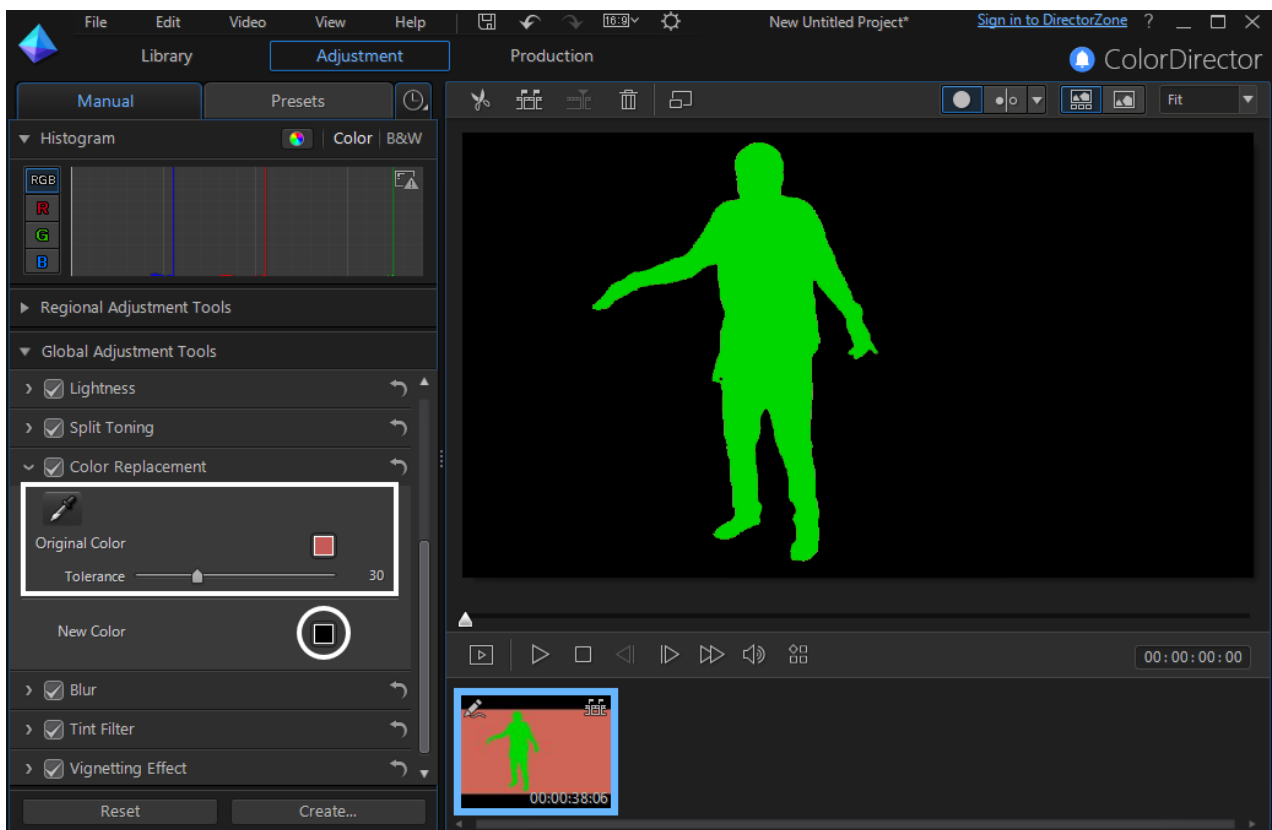 File Edit Video View Help 16:9 New Untitled Project* Sign in to DirectorZone ?
Library Adjustment Production ColorDirector
Manual Presets Fit
Histogram Color B&W
RGB
R
G
B
Regional Adjustment Tools
Global Adjustment Tools
Lightness
Split Toning
Color Replacement
Original Color
Tolerance 30
New Color
00:00:00:00
Blur
Tint Filter
Vignetting Effect
00:00:38:06
Reset Create...